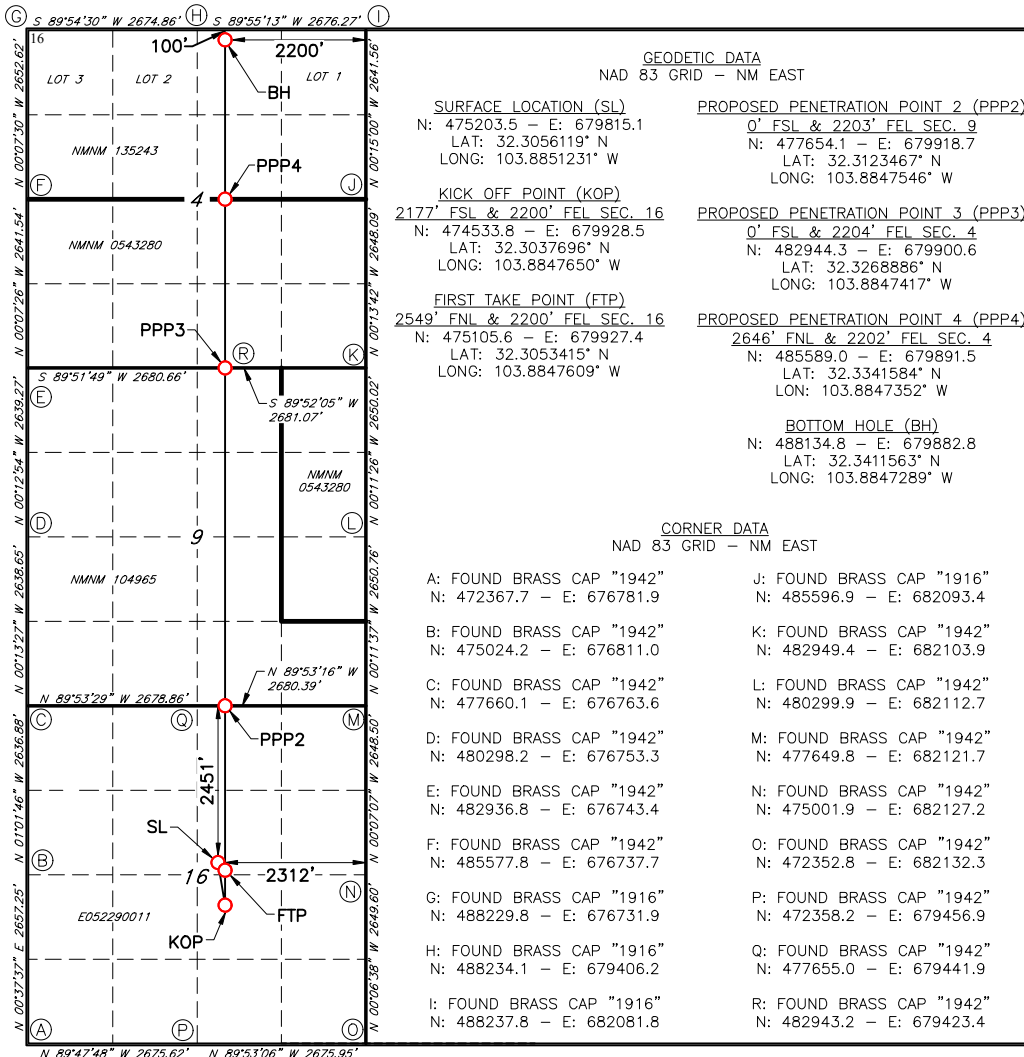 G S 89°54'30" W 2674.86' H S 89°55'13" W 2676.27' I
16
100'
2200'
LOT 3
LOT 2
LOT 1
BH
N 00°07'30" W 2652.62'
N 00°15'00" W 2641.56'
NMNM 135243
PPP4
F
4
J
NMNM 0543280
N 00°07'26" W 2641.54'
N 00°13'42" W 2648.09'
PPP3
R
K
S 89°51'49" W 2680.66'
E
S 89°52'05" W
2681.07'
N 00°12'54" W 2639.27'
N 00°11'26" W 2650.02'
NMNM
0543280
D
9
L
NMNM 104965
N 00°13'27" W 2638.65'
N 00°11'37" W 2650.76'
N 89°53'16" W
2680.39'
N 89°53'29" W 2678.86'
C
Q
M
PPP2
2451'
N 01°01'46" W 2636.88'
N 00°07'07" W 2648.50'
SL
B
16
2312'
N
E052290011
FTP
KOP
N 00°37'37" E 2657.25'
N 00°06'38" W 2649.60'
A
P
O
N 89°47'48" W 2675.62' N 89°53'06" W 2675.95'
GEODETIC DATA
NAD 83 GRID – NM EAST
SURFACE LOCATION (SL)
N: 475203.5 – E: 679815.1
LAT: 32.3056119° N
LONG: 103.8851231° W
KICK OFF POINT (KOP)
2177' FSL & 2200' FEL SEC. 16
N: 474533.8 – E: 679928.5
LAT: 32.3037696° N
LONG: 103.8847650° W
FIRST TAKE POINT (FTP)
2549' FNL & 2200' FEL SEC. 16
N: 475105.6 – E: 679927.4
LAT: 32.3053415° N
LONG: 103.8847609° W
PROPOSED PENETRATION POINT 2 (PPP2)
0' FSL & 2203' FEL SEC. 9
N: 477654.1 – E: 679918.7
LAT: 32.3123467° N
LONG: 103.8847546° W
PROPOSED PENETRATION POINT 3 (PPP3)
0' FSL & 2204' FEL SEC. 4
N: 482944.3 – E: 679900.6
LAT: 32.3268886° N
LONG: 103.8847417° W
PROPOSED PENETRATION POINT 4 (PPP4)
2646' FNL & 2202' FEL SEC. 4
N: 485589.0 – E: 679891.5
LAT: 32.3341584° N
LON: 103.8847352° W
BOTTOM HOLE (BH)
N: 488134.8 – E: 679882.8
LAT: 32.3411563° N
LONG: 103.8847289° W
CORNER DATA
NAD 83 GRID – NM EAST
A: FOUND BRASS CAP "1942"
N: 472367.7 – E: 676781.9
B: FOUND BRASS CAP "1942"
N: 475024.2 – E: 676811.0
C: FOUND BRASS CAP "1942"
N: 477660.1 – E: 676763.6
D: FOUND BRASS CAP "1942"
N: 480298.2 – E: 676753.3
E: FOUND BRASS CAP "1942"
N: 482936.8 – E: 676743.4
F: FOUND BRASS CAP "1942"
N: 485577.8 – E: 676737.7
G: FOUND BRASS CAP "1916
N: 488229.8 – E: 676731.9
H: FOUND BRASS CAP "1916"
N: 488234.1 – E: 679406.2
I: FOUND BRASS CAP "1916"
N: 488237.8 – E: 682081.8
J: FOUND BRASS CAP "1916"
N: 485596.9 – E: 682093.4
K: FOUND BRASS CAP "1942"
N: 482949.4 – E: 682103.9
L: FOUND BRASS CAP "1942"
N: 480299.9 – E: 682112.7
M: FOUND BRASS CAP "1942"
N: 477649.8 – E: 682121.7
N: FOUND BRASS CAP "1942"
N: 475001.9 – E: 682127.2
O: FOUND BRASS CAP "1942"
N: 472352.8 – E: 682132.3
P: FOUND BRASS CAP "1942"
N: 472358.2 – E: 679456.9
Q: FOUND BRASS CAP "1942"
N: 477655.0 – E: 679441.9
R: FOUND BRASS CAP "1942"
N: 482943.2 – E: 679423.4